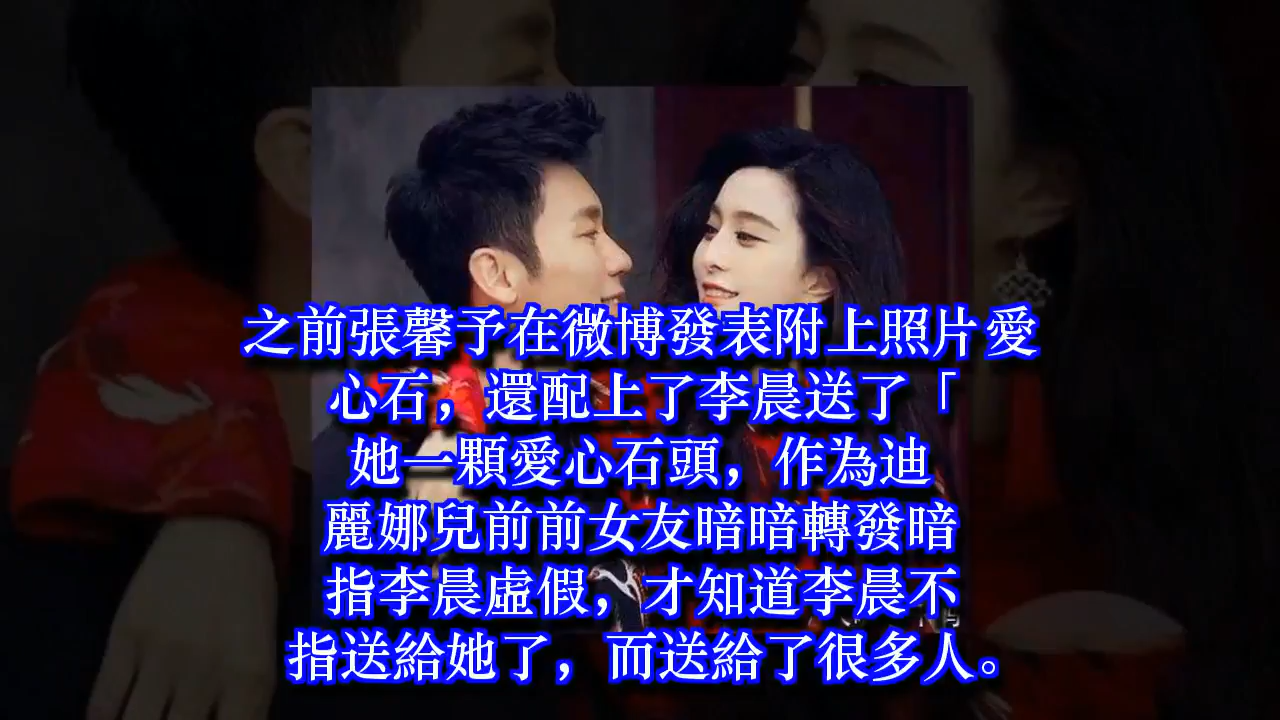 之前張馨予在微博發表附上照片愛
心石，還配上了李晨送了「
她一顆愛心石頭，作為迪
麗娜兒前前女友暗暗轉發暗
指李晨虛假，才知道李晨不
指送給她了，而送給了很多人。